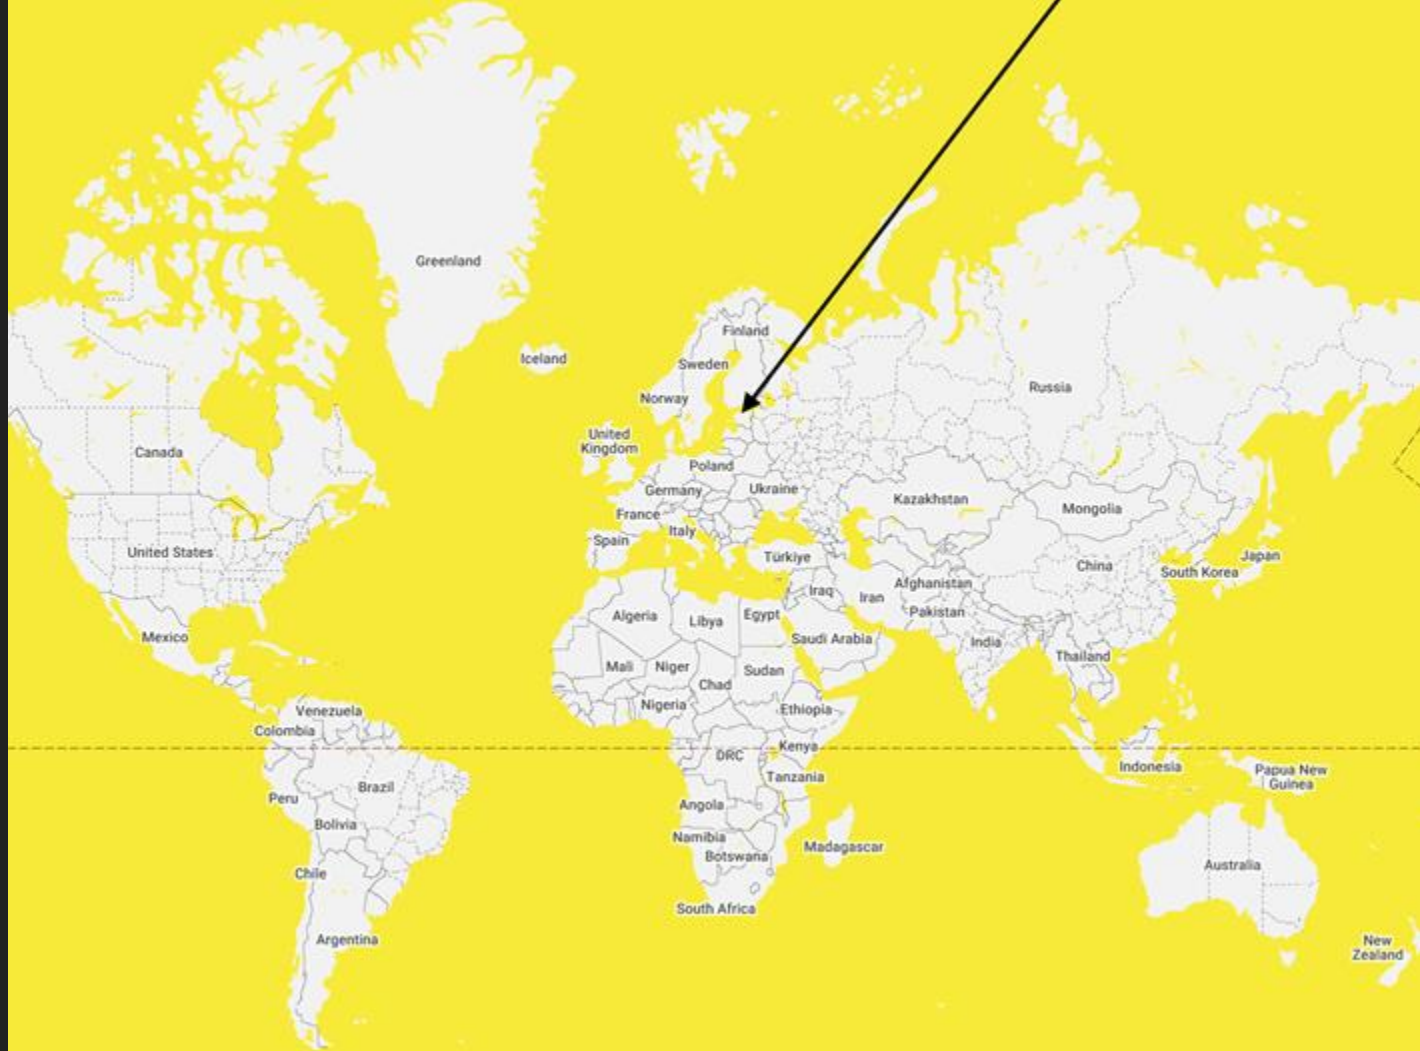 Greenland
Finland
Iceland
Sweden
Russia
Norway
United
Kingdom
Canada
Poland
Germany
Ukraine
Kazakhstan
Mongolia
France
Italy
Spain
United States
Türkiye
Japan
China
South Korea
Afghanistan
Iraq
Iran
Pakistan
Algeria
Libya
Egypt
Mexico
Saudi Arabia
India
Thailand
Mali
Niger
Sudan
Chad
Nigeria
Ethiopia
Venezuela
Colombia
Kenya
DRC
Indonesia
Papua New
Guinea
Tanzania
Brazil
Peru
Angola
Bolivia
Namibia
Madagascar
Botswana
Australia
Chile
South Africa
Argentina
New
Zealand